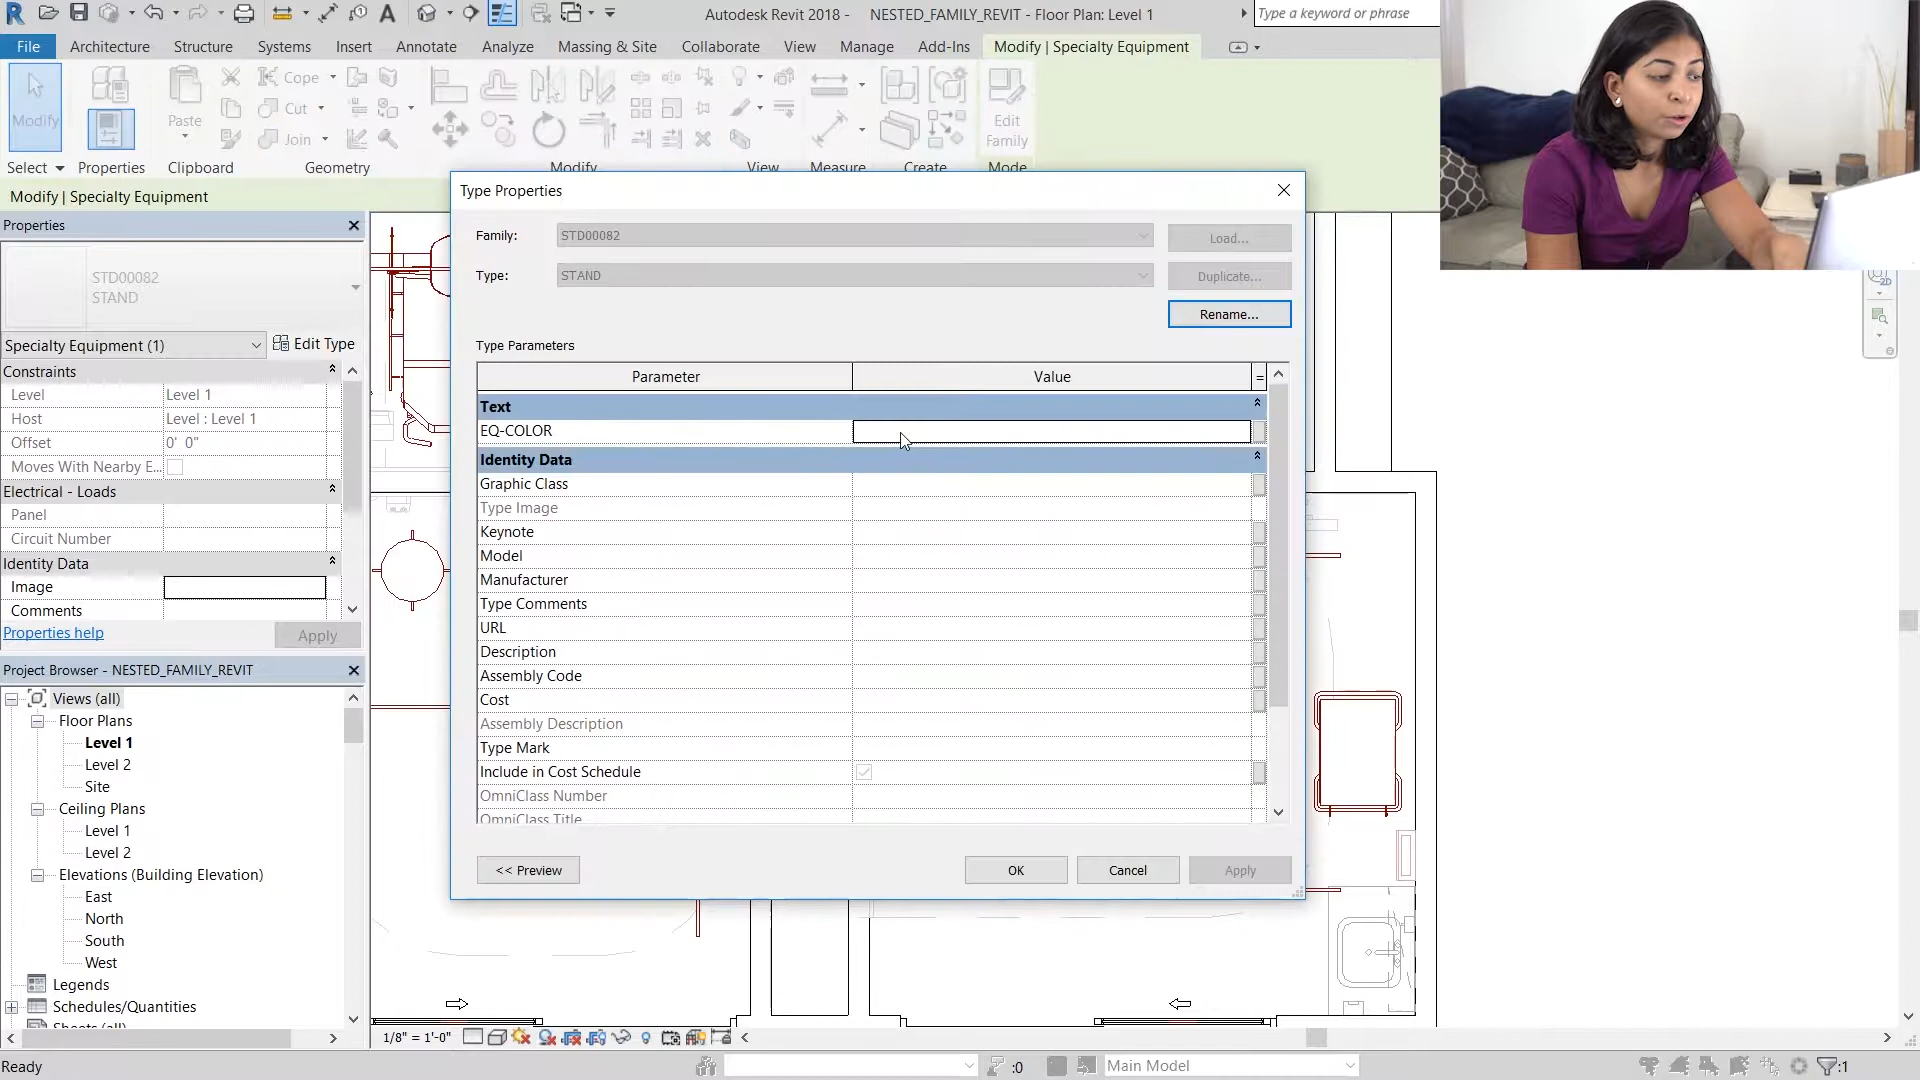 Autodesk Revit 2018 - NESTED_FAMILY_REVIT - Floor Plan: Level 1
Type a keyword or phrase
File Architecture Structure Systems Insert Annotate Analyze Massing & Site Collaborate View Manage Add-Ins Modify | Specialty Equipment
Modify
Paste
Cope
Cut
Join
Edit
Family
Select Properties Clipboard Geometry Modify View Measure Create Mode
Modify | Specialty Equipment
Properties
STD00082
STAND
Specialty Equipment (1)
Edit Type
Constraints
Level Level 1
Host Level : Level 1
Offset 0' 0"
Moves With Nearby E...
Electrical - Loads
Panel
Circuit Number
Identity Data
Image
Comments
Properties help
Apply
Project Browser - NESTED_FAMILY_REVIT
Views (all)
Floor Plans
Level 1
Level 2
Site
Ceiling Plans
Level 1
Level 2
Elevations (Building Elevation)
East
North
South
West
Legends
Schedules/Quantities
Sheets (all)
Type Properties
Family: STD00082 Load...
Type: STAND Duplicate...
Rename...
Type Parameters
Parameter Value =
Text
EQ-COLOR
Identity Data
Graphic Class
Type Image
Keynote
Model
Manufacturer
Type Comments
URL
Description
Assembly Code
Cost
Assembly Description
Type Mark
Include in Cost Schedule
OmniClass Number
OmniClass Title
<< Preview OK Cancel Apply
2D
1/8" = 1'-0"
Ready
:0
Main Model
:1